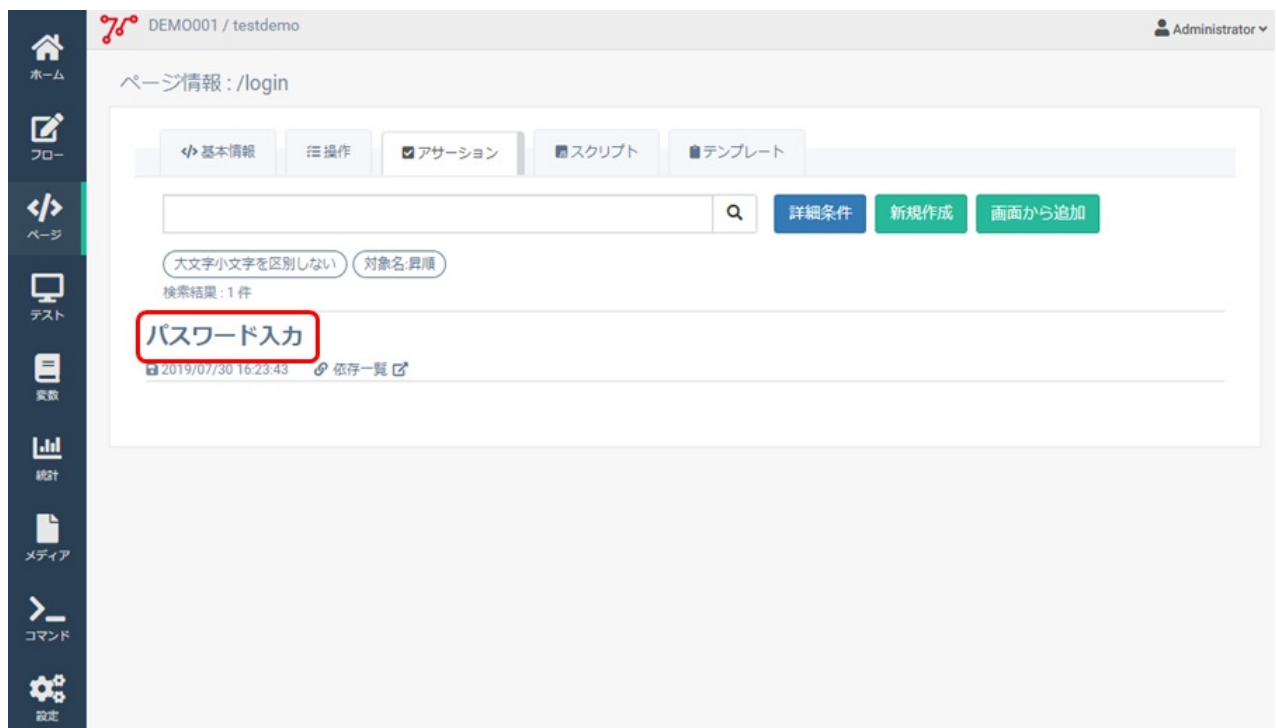 DEMO001 / testdemo
Administrator
ホーム
フロー
ページ
テスト
変数
統計
メディア
コマンド
設定
ページ情報 : /login
基本情報
操作
アサーション
スクリプト
テンプレート
詳細条件
新規作成
画面から追加
大文字小文字を区別しない
対象名:昇順
検索結果 : 1 件
パスワード入力
2019/07/30 16:23:43 依存一覧